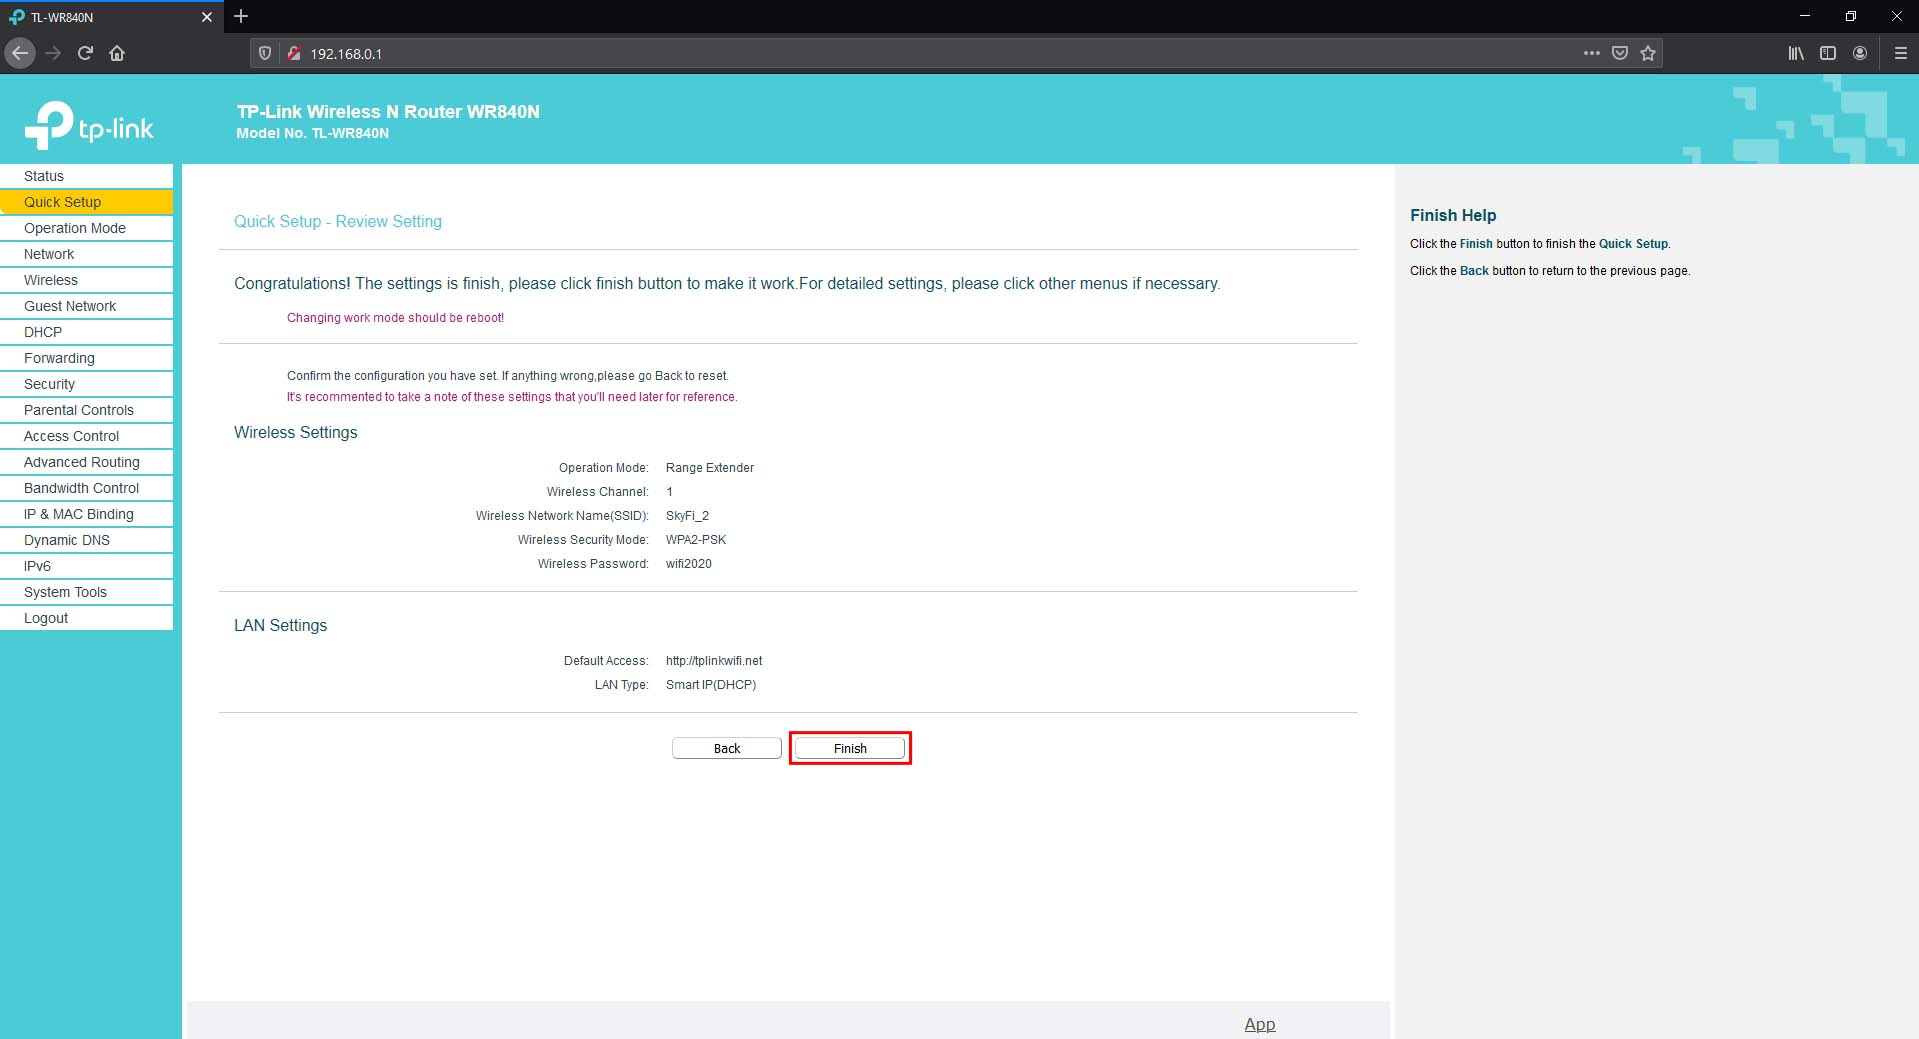 TL-WR840N
192.168.0.1
tp-link
TP-Link Wireless N Router WR840N
Model No. TL-WR840N
Status
Quick Setup
Operation Mode
Network
Wireless
Guest Network
DHCP
Forwarding
Security
Parental Controls
Access Control
Advanced Routing
Bandwidth Control
IP & MAC Binding
Dynamic DNS
IPv6
System Tools
Logout
Quick Setup - Review Setting
Congratulations! The settings is finish, please click finish button to make it work.For detailed settings, please click other menus if necessary.
Changing work mode should be reboot!
Confirm the configuration you have set. If anything wrong,please go Back to reset.
It's recommented to take a note of these settings that you'll need later for reference.
Wireless Settings
Operation Mode: Range Extender
Wireless Channel: 1
Wireless Network Name(SSID): SkyFi_2
Wireless Security Mode: WPA2-PSK
Wireless Password: wifi2020
LAN Settings
Default Access: http://tplinkwifi.net
LAN Type: Smart IP(DHCP)
Back Finish
App
Finish Help
Click the Finish button to finish the Quick Setup.
Click the Back button to return to the previous page.